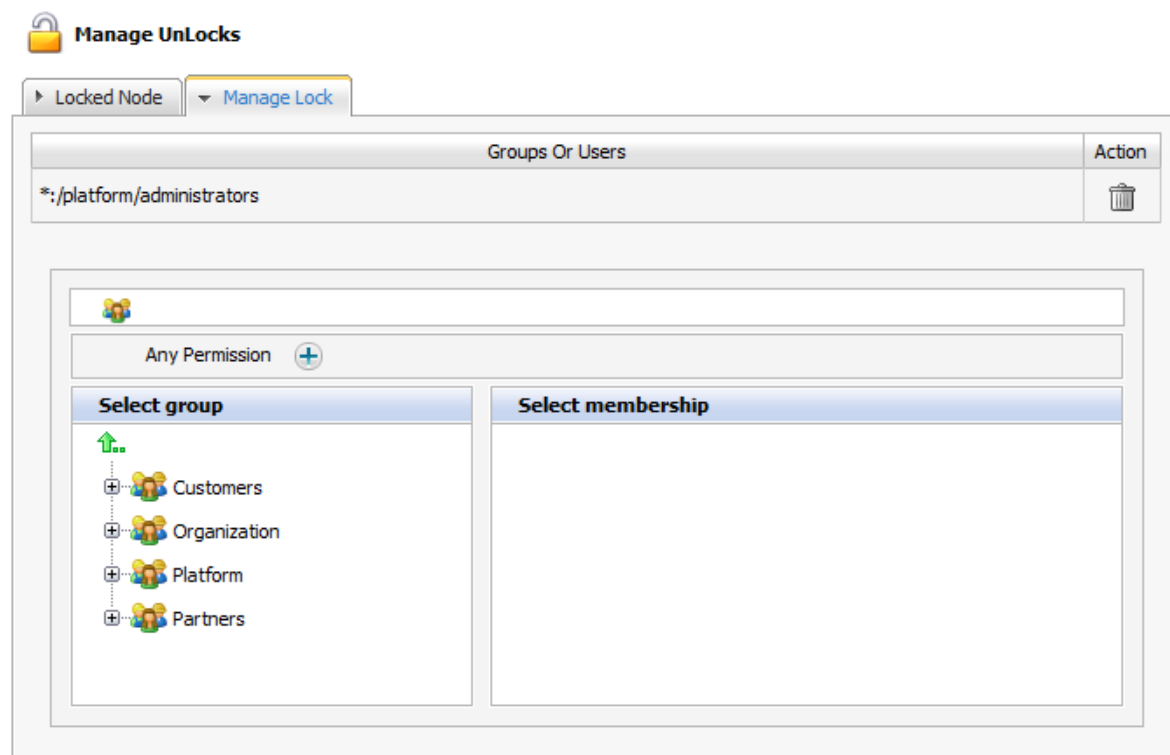 Manage UnLocks
Locked Node
Manage Lock
Groups Or Users
Action
*:/platform/administrators
Any Permission
Select group
Select membership
Customers
Organization
Platform
Partners